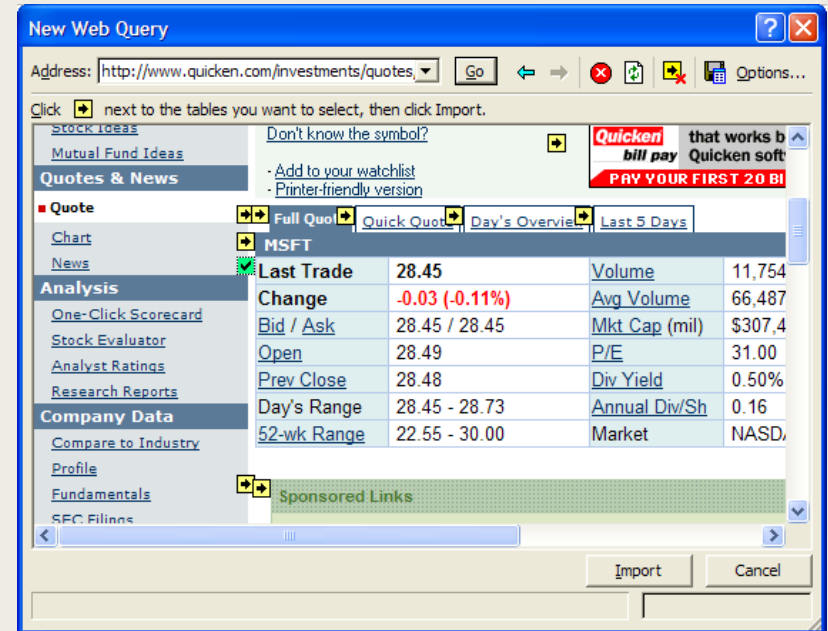 New Web Query
Address: http://www.quicken.com/investments/quotes, Go Options...
Click next to the tables you want to select, then click Import.
Stock Ideas
Mutual Fund Ideas
Quotes & News
Quote
Chart
News
Analysis
One-Click Scorecard
Stock Evaluator
Analyst Ratings
Research Reports
Company Data
Compare to Industry
Profile
Fundamentals
SEC Filings
Don't know the symbol?
- Add to your watchlist
- Printer-friendly version
Quicken that works b
bill pay Quicken soft
PAY YOUR FIRST 20 BI
Full Quot Quick Quot Day's Overvie Last 5 Days
MSFT
Last Trade 28.45 Volume 11,754
Change -0.03 (-0.11%) Avg Volume 66,487
Bid / Ask 28.45 / 28.45 Mkt Cap (mil) $307,4
Open 28.49 P/E 31.00
Prev Close 28.48 Div Yield 0.50%
Day's Range 28.45 - 28.73 Annual Div/Sh 0.16
52-wk Range 22.55 - 30.00 Market NASD
Sponsored Links
Import Cancel